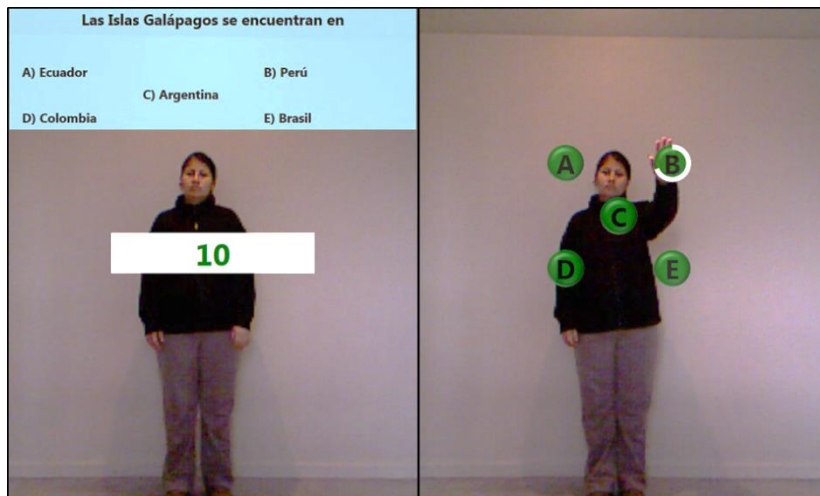 Las Islas Galápagos se encuentran en
A) Ecuador B) Perú
C) Argentina
D) Colombia E) Brasil
10
A B
C
D E